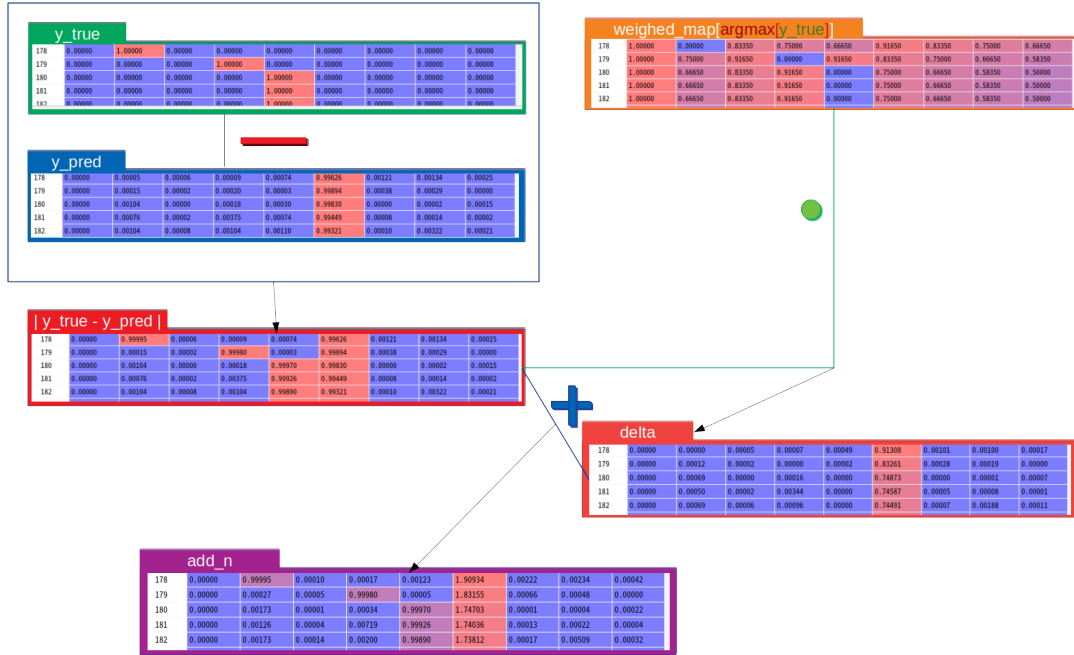 y_true
178 0.00000 1.00000 0.00000 0.00000 0.00000 0.00000 0.00000 0.00000 0.00000
179 0.00000 0.00000 0.00000 1.00000 0.00000 0.00000 0.00000 0.00000 0.00000
180 0.00000 0.00000 0.00000 0.00000 1.00000 0.00000 0.00000 0.00000 0.00000
181 0.00000 0.00000 0.00000 0.00000 1.00000 0.00000 0.00000 0.00000 0.00000
182 0.00000 0.00000 0.00000 0.00000 1.00000 0.00000 0.00000 0.00000 0.00000
weighed_map[argmax[y_true]]
178 1.00000 0.00000 0.83350 0.75000 0.66650 0.91650 0.83350 0.75000 0.66650
179 1.00000 0.75000 0.91650 0.00000 0.91650 0.83350 0.75000 0.66650 0.58350
180 1.00000 0.66650 0.83350 0.91650 0.00000 0.75000 0.66650 0.58350 0.50000
181 1.00000 0.66650 0.83350 0.91650 0.00000 0.75000 0.66650 0.58350 0.50000
182 1.00000 0.66650 0.83350 0.91650 0.00000 0.75000 0.66650 0.58350 0.50000
y_pred
178 0.00000 0.00005 0.00006 0.00009 0.00074 0.99626 0.00121 0.00134 0.00025
179 0.00000 0.00015 0.00002 0.00020 0.00003 0.99894 0.00038 0.00029 0.00000
180 0.00000 0.00104 0.00000 0.00018 0.00030 0.99830 0.00000 0.00002 0.00015
181 0.00000 0.00076 0.00002 0.00375 0.00074 0.99449 0.00008 0.00014 0.00002
182 0.00000 0.00104 0.00008 0.00104 0.00110 0.99321 0.00010 0.00322 0.00021
| y_true - y_pred |
178 0.00000 0.99995 0.00006 0.00009 0.00074 0.99626 0.00121 0.00134 0.00025
179 0.00000 0.00015 0.00002 0.99980 0.00003 0.99894 0.00038 0.00029 0.00000
180 0.00000 0.00104 0.00000 0.00018 0.99970 0.99830 0.00000 0.00002 0.00015
181 0.00000 0.00076 0.00002 0.00375 0.99926 0.99449 0.00008 0.00014 0.00002
182 0.00000 0.00104 0.00008 0.00104 0.99890 0.99321 0.00010 0.00322 0.00021
delta
178 0.00000 0.00000 0.00005 0.00007 0.00049 0.91308 0.00101 0.00100 0.00017
179 0.00000 0.00012 0.00002 0.00000 0.00002 0.83261 0.00028 0.00019 0.00000
180 0.00000 0.00069 0.00000 0.00016 0.00000 0.74873 0.00000 0.00001 0.00007
181 0.00000 0.00050 0.00002 0.00344 0.00000 0.74587 0.00005 0.00008 0.00001
182 0.00000 0.00069 0.00006 0.00096 0.00000 0.74491 0.00007 0.00188 0.00011
add_n
178 0.00000 0.99995 0.00010 0.00017 0.00123 1.90934 0.00222 0.00234 0.00042
179 0.00000 0.00027 0.00005 0.99980 0.00005 1.83155 0.00066 0.00048 0.00000
180 0.00000 0.00173 0.00001 0.00034 0.99970 1.74703 0.00001 0.00004 0.00022
181 0.00000 0.00126 0.00004 0.00719 0.99926 1.74036 0.00013 0.00022 0.00004
182 0.00000 0.00173 0.00014 0.00200 0.99890 1.73812 0.00017 0.00509 0.00032